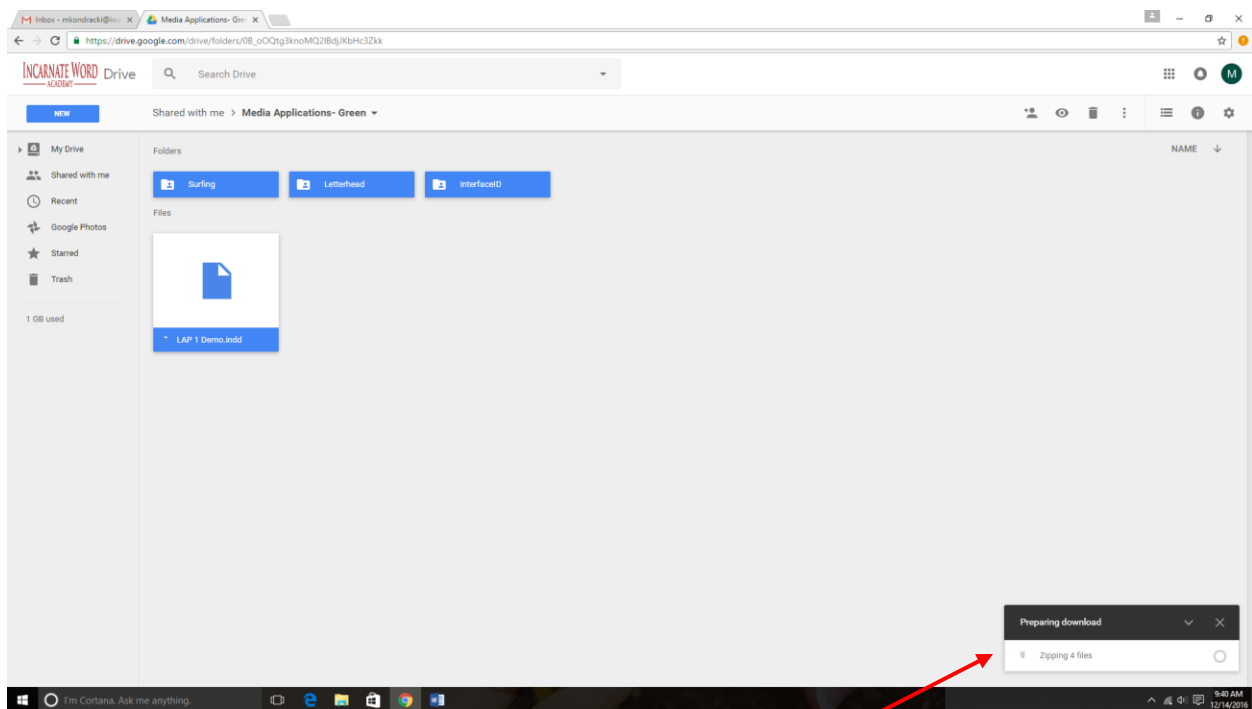 Inbox - mkondracki@
Media Applications- Gre
https://drive.google.com/drive/folders/
INCARNATE WORD
ACADEMY
Drive
Search Drive
M
NEW
Shared with me > Media Applications- Green
My Drive
Folders
NAME
Shared with me
Surfing
Letterhead
InterfaceID
Recent
Files
Google Photos
Starred
Trash
1 GB used
LAP 1 Demo.indd
Preparing download
Zipping 4 files
I'm Cortana. Ask me anything.
9:40 AM
12/14/2016